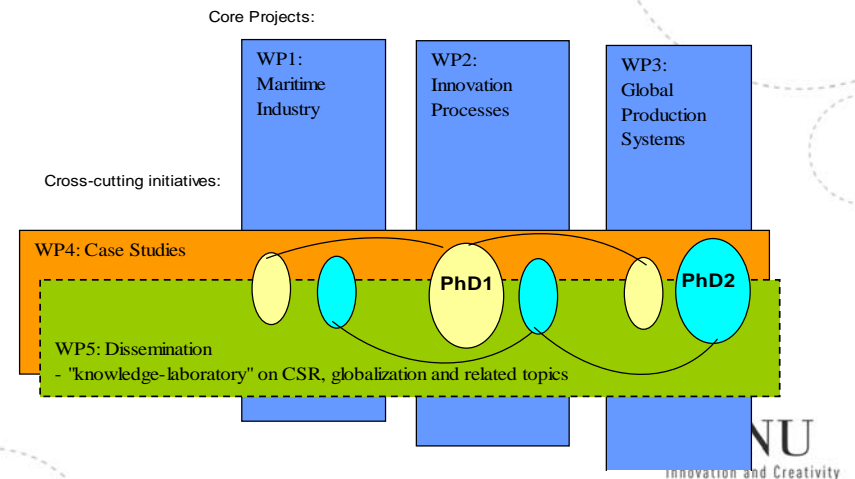 Core Projects:
WP1:
Maritime
Industry
WP2:
Innovation
Processes
WP3:
Global
Production
Systems
Cross-cutting initiatives:
WP4: Case Studies
PhD1
PhD2
WP5: Dissemination
- "knowledge-laboratory" on CSR, globalization and related topics
NU
Innovation and Creativity